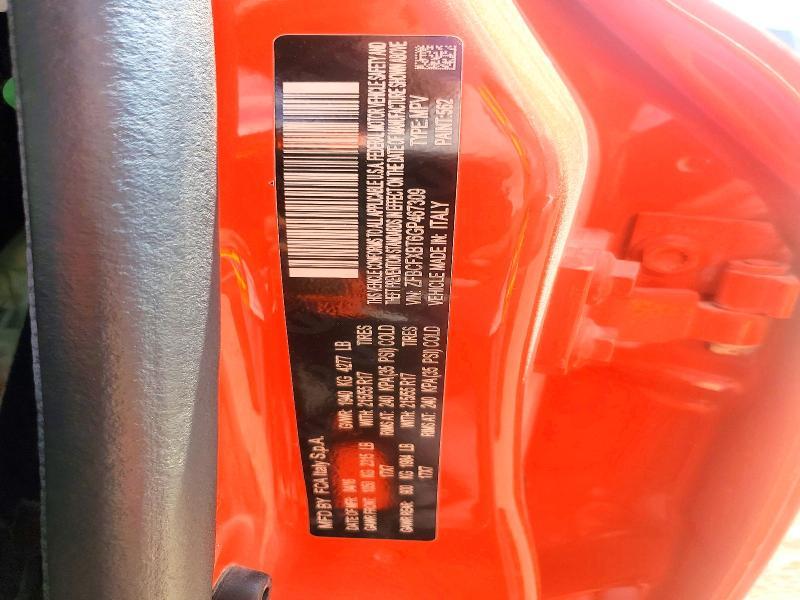 MFD BY FCA Italy S.p.A.
DATE OF MFR: 04/16 GVWR: 1940 KG 4277 LB
GAWR FRONT: 1050 KG 2315 LB WITH: 215/55 R17 TIRES
17X7 RIMS AT: 240 KPA(35 PSI) COLD
GAWR REAR: 900 KG 1984 LB WITH: 215/55 R17 TIRES
17X7 RIMS AT: 240 KPA(35 PSI) COLD
THIS VEHICLE CONFORMS TO ALL APPLICABLE U.S.A. FEDERAL MOTOR VEHICLE SAFETY AND
THEFT PREVENTION STANDARDS IN EFFECT ON THE DATE OF MANUFACTURE SHOWN ABOVE
VIN: ZFBCFXBT6GP467309 TYPE: MPV
VEHICLE MADE IN: ITALY PAINT:562